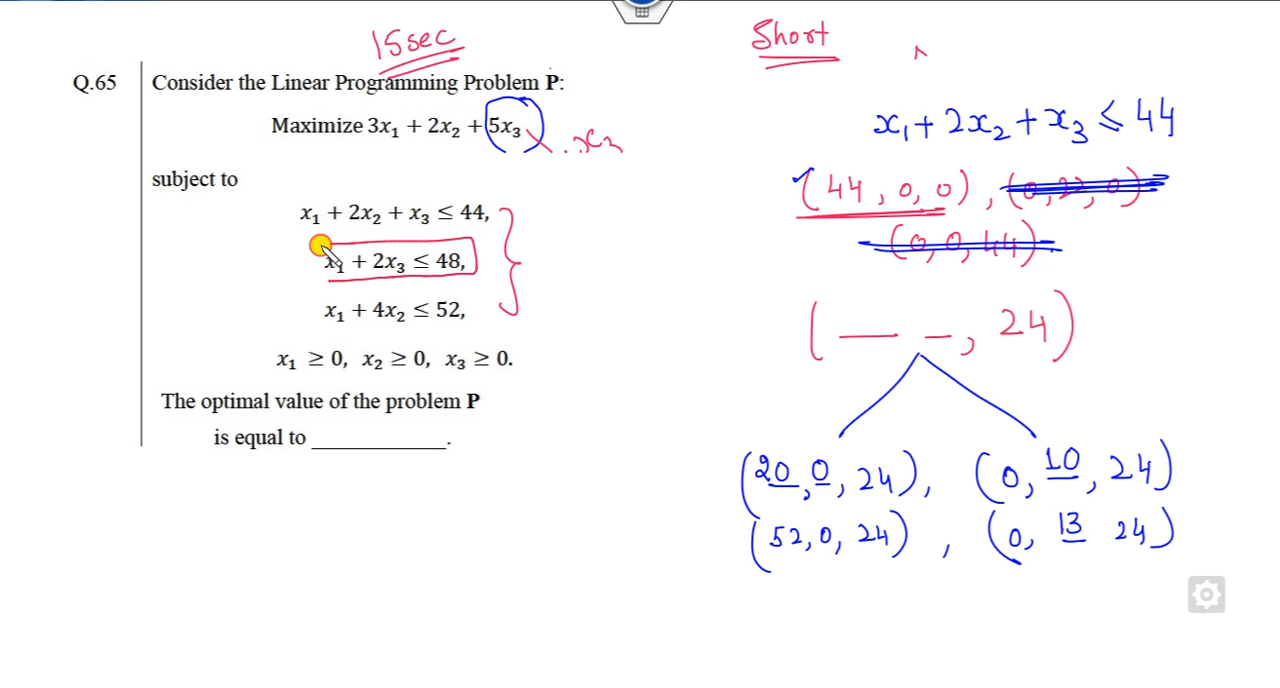 15sec
Short
Q.65 Consider the Linear Programming Problem P:
Maximize 3x₁ + 2x₂ + 5x₃
x₁ + 2x₂ + x₃ ≤ 44
subject to
(44, 0, 0), (0, 22, 0)
x₁ + 2x₂ + x₃ ≤ 44,
(0, 0, 44)
+ 2x₃ ≤ 48,
x₁ + 4x₂ ≤ 52,
( — –, 24)
x₁ ≥ 0, x₂ ≥ 0, x₃ ≥ 0.
The optimal value of the problem P
is equal to ____________.
(20, 0, 24), (0, 10, 24)
(52, 0, 24), (0, 13 24)